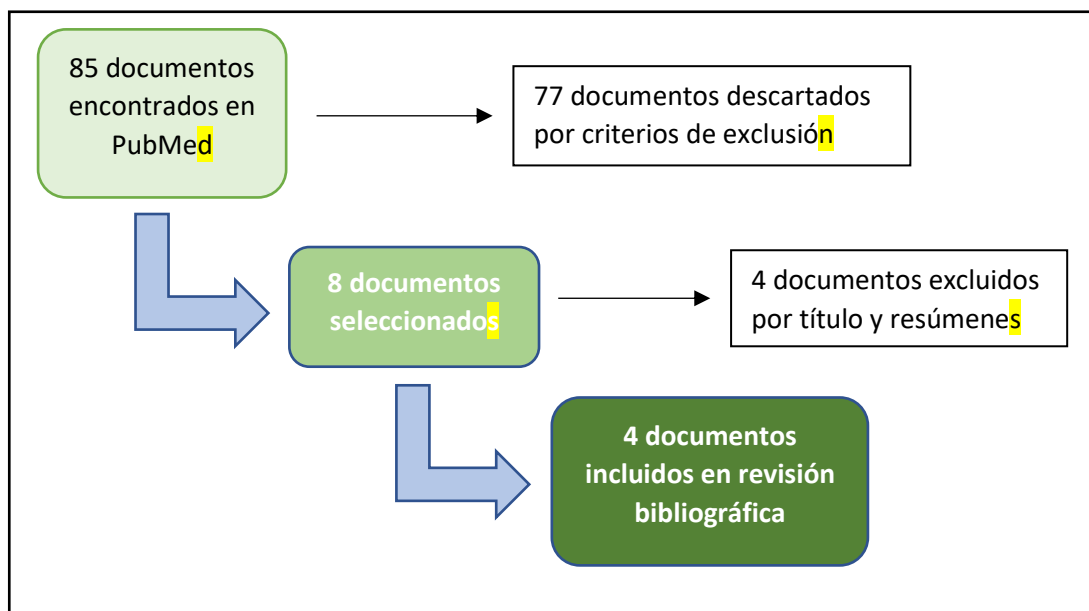 85 documentos
encontrados en
PubMed
77 documentos descartados
por criterios de exclusión
8 documentos
seleccionados
4 documentos excluidos
por título y resúmenes
4 documentos
incluidos en revisión
bibliográfica